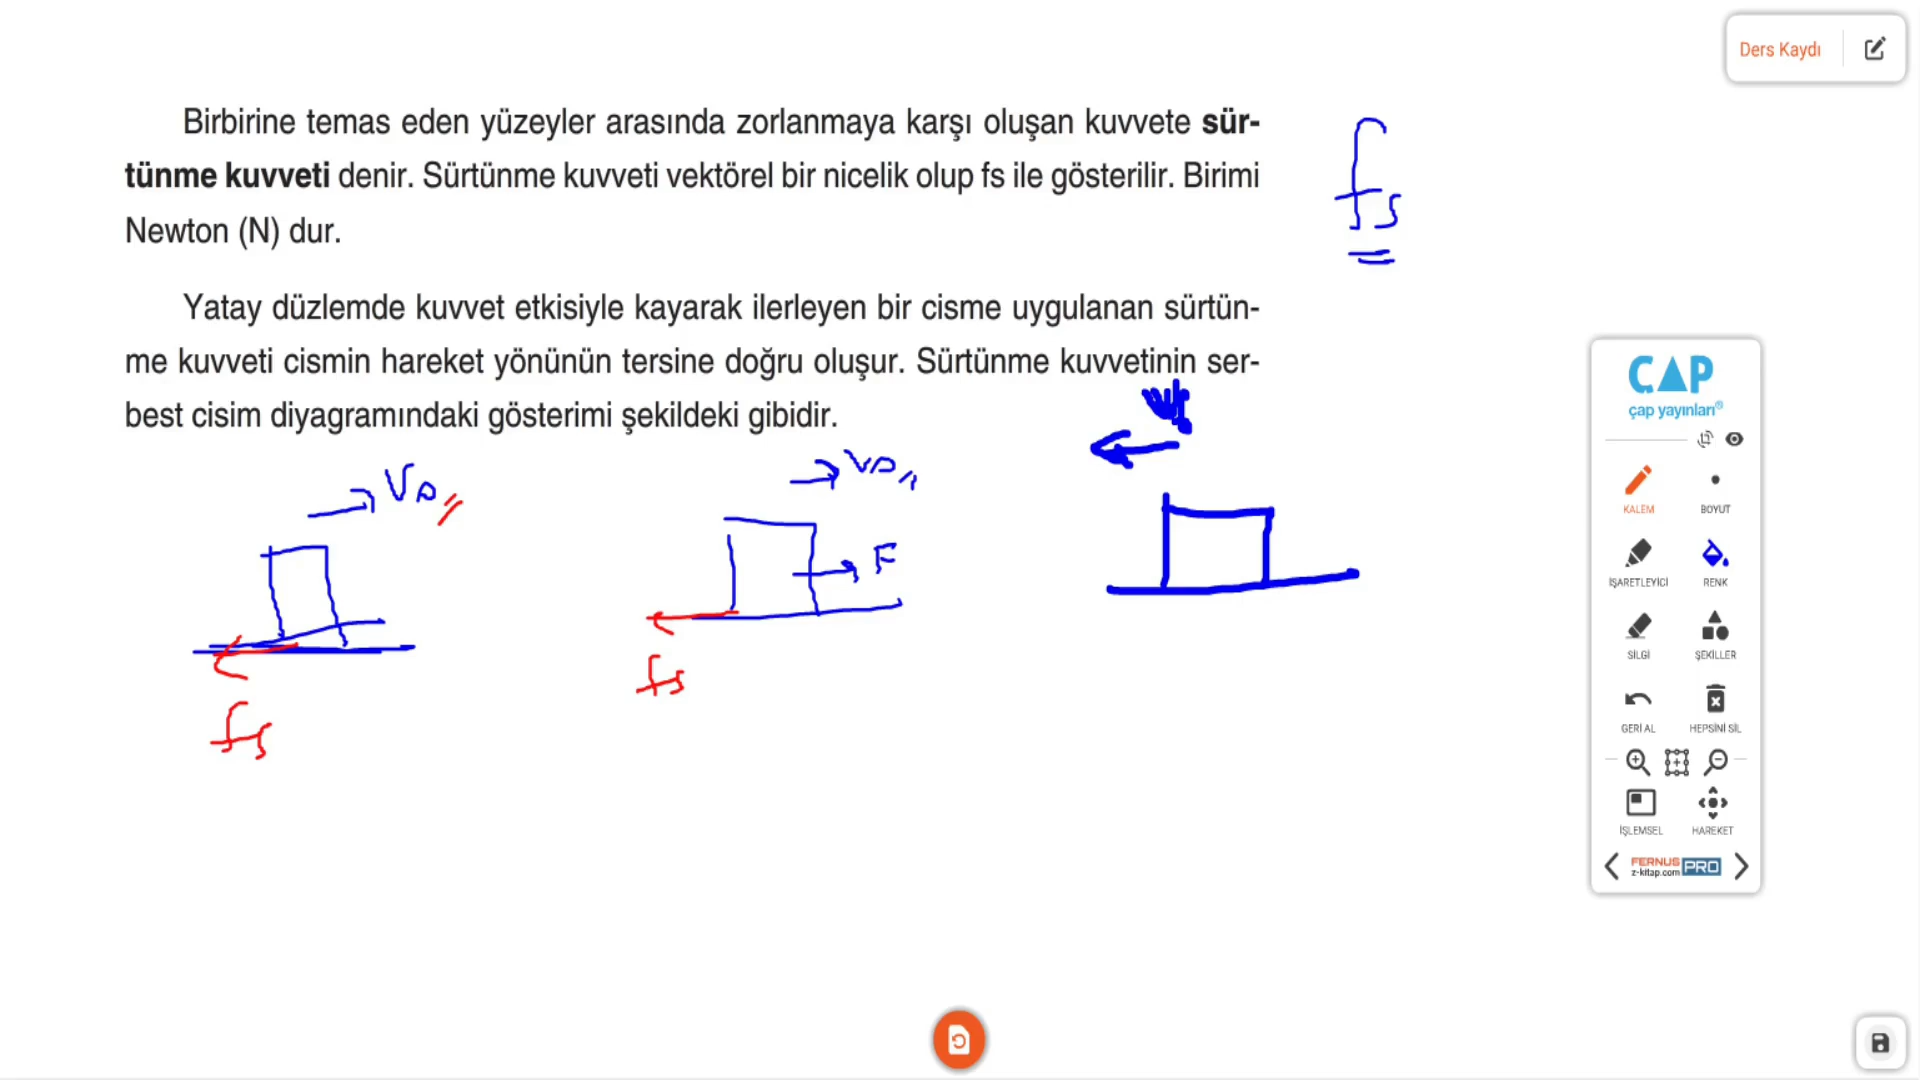 Ders Kaydı
Birbirine temas eden yüzeyler arasında zorlanmaya karşı oluşan kuvvete sür-
tünme kuvveti denir. Sürtünme kuvveti vektörel bir nicelik olup fs ile gösterilir. Birimi
Newton (N) dur.
fs
Yatay düzlemde kuvvet etkisiyle kayarak ilerleyen bir cisme uygulanan sürtün-
me kuvveti cismin hareket yönünün tersine doğru oluşur. Sürtünme kuvvetinin ser-
best cisim diyagramındaki gösterimi şekildeki gibidir.
F
fs
fs
CAP
çap yayınları®
KALEM
BOYUT
İŞARETLEYİCİ
RENK
SİLGİ
ŞEKİLLER
GERİ AL
HEPSİNİ SİL
İŞLEMSEL
HAREKET
FERNUS
z-kitap.com PRO